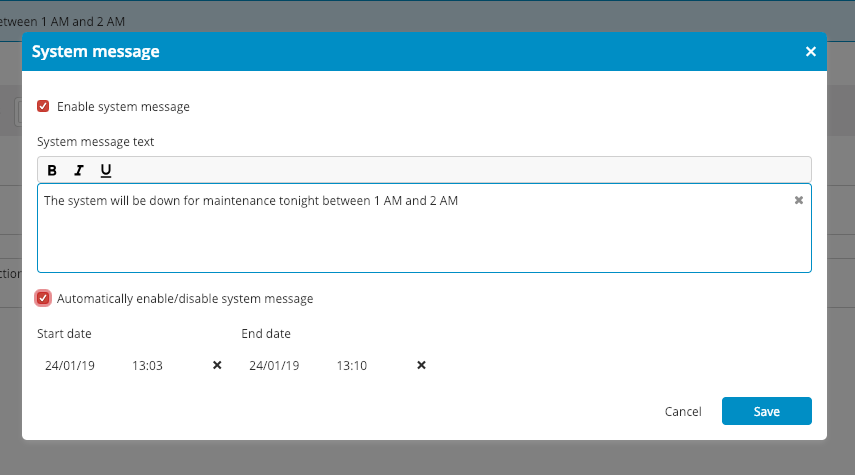 etween 1 AM and 2 AM
System message
Enable system message
System message text
B I U
The system will be down for maintenance tonight between 1 AM and 2 AM
ction
Automatically enable/disable system message
Start date End date
24/01/19 13:03 24/01/19 13:10
Cancel Save